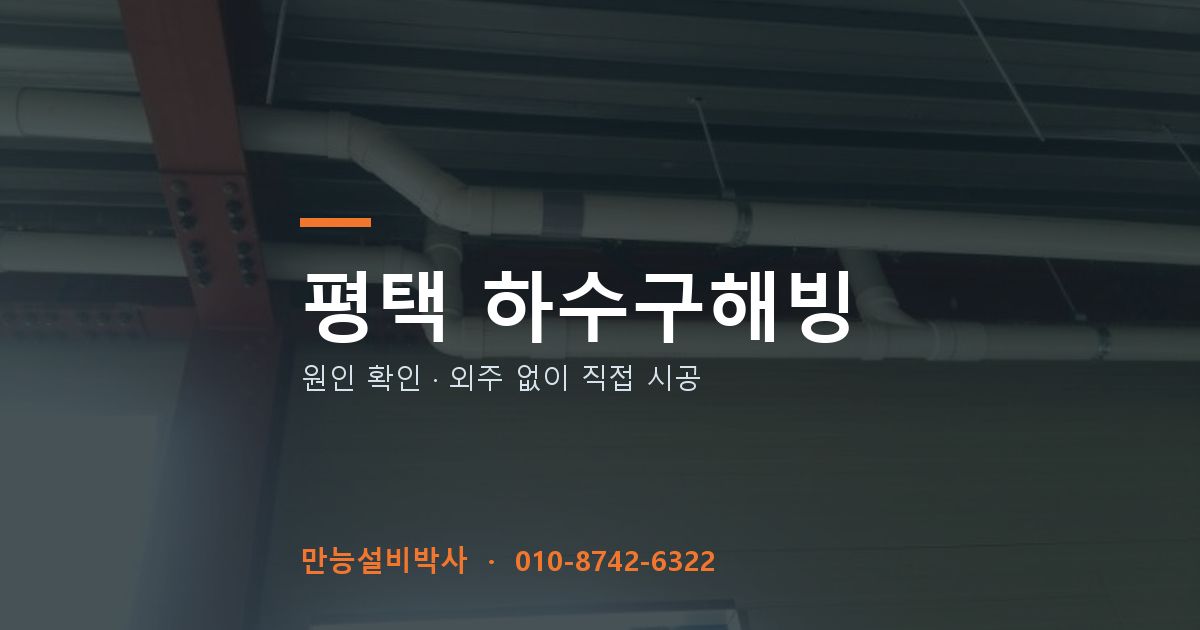 평택 하수구해빙
원인 확인 · 외주 없이 직접 시공
만능설비박사 · 010-8742-6322